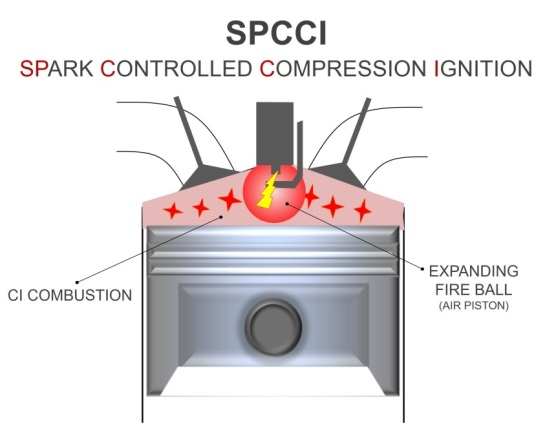 SPCCI
SPARK CONTROLLED COMPRESSION IGNITION
CI COMBUSTION
EXPANDING
FIRE BALL
(AIR PISTON)